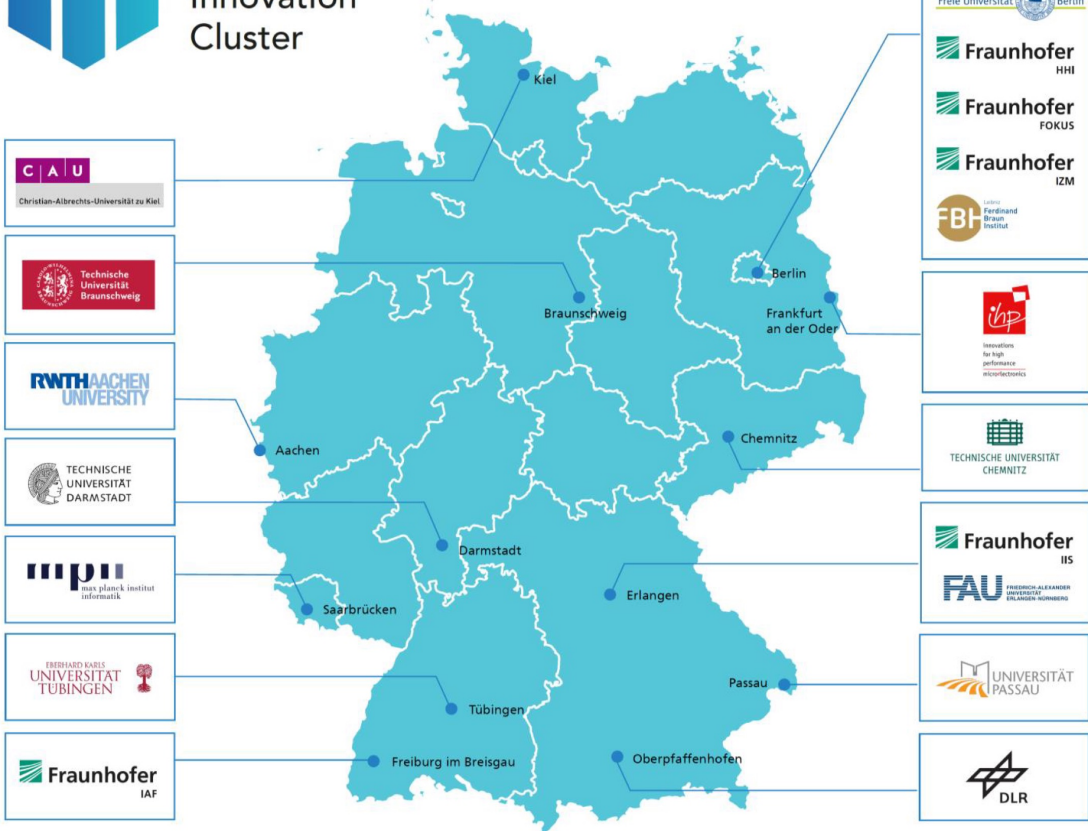 Innovation
Cluster
Freie Universität Berlin
Fraunhofer
HHI
Fraunhofer
FOKUS
Fraunhofer
IZM
FBH
Leibniz
Ferdinand
Braun
Institut
C|A|U
Christian-Albrechts-Universität zu Kiel
Technische
Universität
Braunschweig
RWTH AACHEN
UNIVERSITY
TECHNISCHE
UNIVERSITÄT
DARMSTADT
max planck institut
informatik
EBERHARD KARLS
UNIVERSITÄT
TÜBINGEN
Fraunhofer
IAF
Kiel
Berlin
Braunschweig
Frankfurt
an der Oder
Aachen
Chemnitz
Darmstadt
Erlangen
Saarbrücken
Passau
Tübingen
Freiburg im Breisgau
Oberpfaffenhofen
ihp
innovations
for high
performance
microelectronics
TECHNISCHE UNIVERSITÄT
CHEMNITZ
Fraunhofer
IIS
FAU
FRIEDRICH-ALEXANDER
UNIVERSITÄT
ERLANGEN-NÜRNBERG
UNIVERSITÄT
PASSAU
DLR